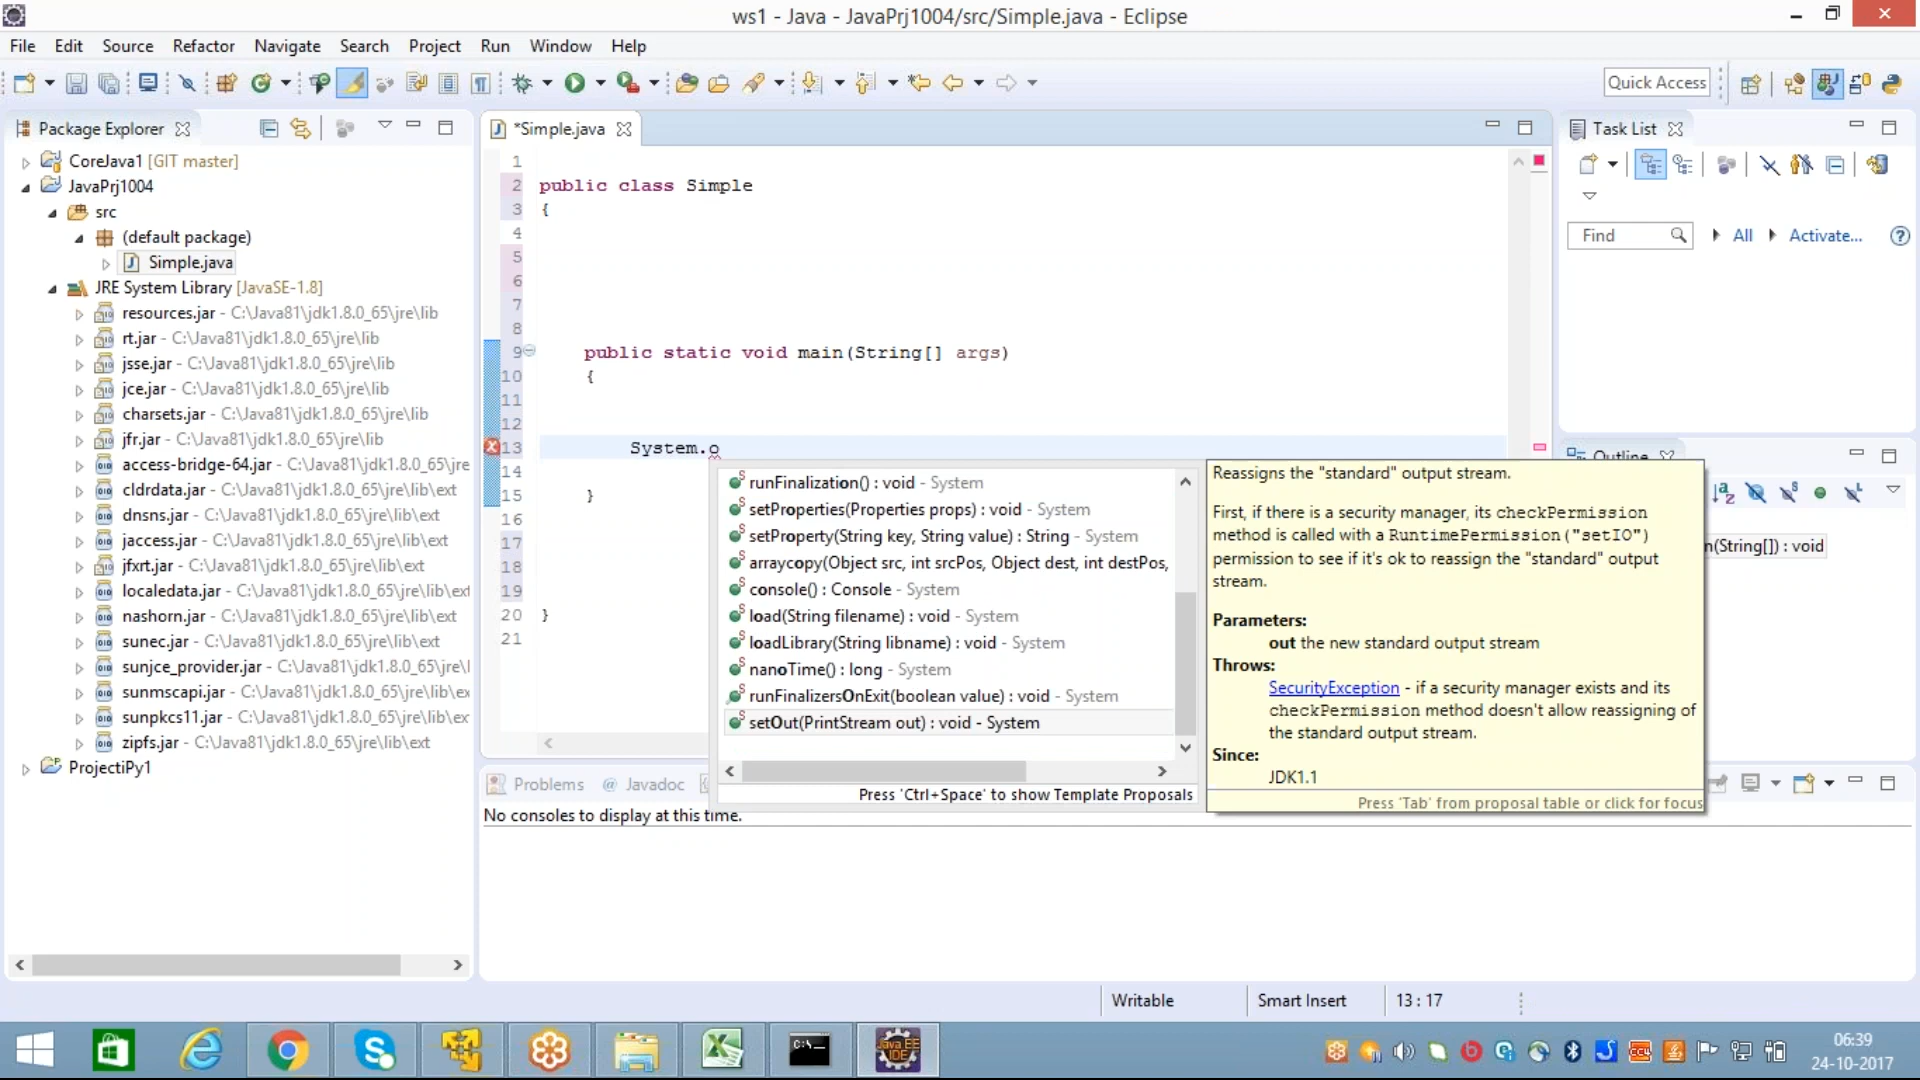 ws1 - Java - JavaPrj1004/src/Simple.java - Eclipse
File Edit Source Refactor Navigate Search Project Run Window Help
Quick Access
Package Explorer
*Simple.java
Task List
CoreJava1 [GIT master]
JavaPrj1004
src
(default package)
Simple.java
JRE System Library [JavaSE-1.8]
resources.jar - C:\Java81\jdk1.8.0_65\jre\lib
rt.jar - C:\Java81\jdk1.8.0_65\jre\lib
jsse.jar - C:\Java81\jdk1.8.0_65\jre\lib
jce.jar - C:\Java81\jdk1.8.0_65\jre\lib
charsets.jar - C:\Java81\jdk1.8.0_65\jre\lib
jfr.jar - C:\Java81\jdk1.8.0_65\jre\lib
access-bridge-64.jar - C:\Java81\jdk1.8.0_65\jre
cldrdata.jar - C:\Java81\jdk1.8.0_65\jre\lib\ext
dnsns.jar - C:\Java81\jdk1.8.0_65\jre\lib\ext
jaccess.jar - C:\Java81\jdk1.8.0_65\jre\lib\ext
jfxrt.jar - C:\Java81\jdk1.8.0_65\jre\lib\ext
localedata.jar - C:\Java81\jdk1.8.0_65\jre\lib\ext
nashorn.jar - C:\Java81\jdk1.8.0_65\jre\lib\ext
sunec.jar - C:\Java81\jdk1.8.0_65\jre\lib\ext
sunjce_provider.jar - C:\Java81\jdk1.8.0_65\jre\l
sunmscapi.jar - C:\Java81\jdk1.8.0_65\jre\lib\ex
sunpkcs11.jar - C:\Java81\jdk1.8.0_65\jre\lib\ex
zipfs.jar - C:\Java81\jdk1.8.0_65\jre\lib\ext
ProjectiPy1
1
2 public class Simple
3 {
4
5
6
7
8
9 public static void main(String[] args)
10 {
11
12
13 System.o
14
15 }
16
17
18
19
20 }
21
runFinalization() : void - System
setProperties(Properties props) : void - System
setProperty(String key, String value) : String - System
arraycopy(Object src, int srcPos, Object dest, int destPos,
console() : Console - System
load(String filename) : void - System
loadLibrary(String libname) : void - System
nanoTime() : long - System
runFinalizersOnExit(boolean value) : void - System
setOut(PrintStream out) : void - System
Press 'Ctrl+Space' to show Template Proposals
Reassigns the "standard" output stream.
First, if there is a security manager, its checkPermission
method is called with a RuntimePermission("setIO")
permission to see if it's ok to reassign the "standard" output
stream.
Parameters:
out the new standard output stream
Throws:
SecurityException - if a security manager exists and its
checkPermission method doesn't allow reassigning of
the standard output stream.
Since:
JDK1.1
Press 'Tab' from proposal table or click for focus
Find All Activate...
Outline
n(String[]) : void
Problems @ Javadoc
No consoles to display at this time.
Writable Smart Insert 13 : 17
Java EE
IDE
06:39
24-10-2017